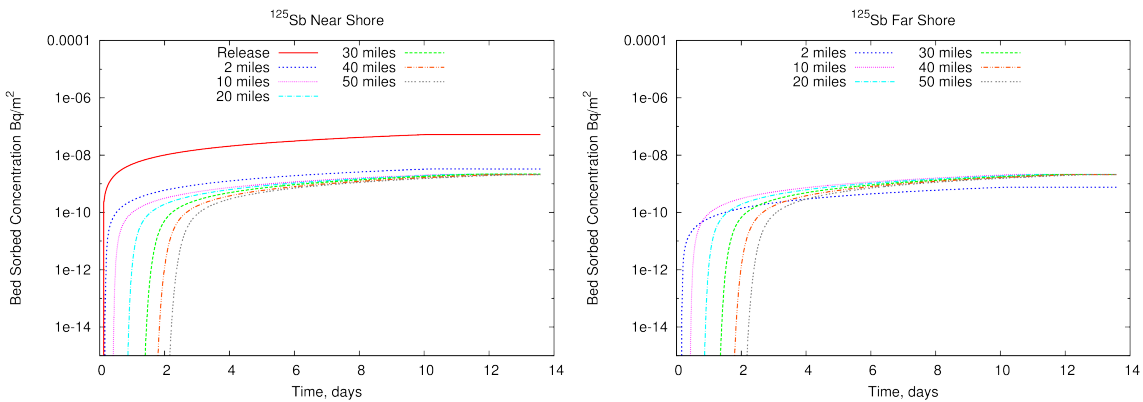 ¹²⁵Sb Near Shore
0.0001
1e-06
1e-08
1e-10
1e-12
1e-14
Bed Sorbed Concentration Bq/m²
Release
2 miles
10 miles
20 miles
30 miles
40 miles
50 miles
0 2 4 6 8 10 12 14
Time, days
¹²⁵Sb Far Shore
0.0001
1e-06
1e-08
1e-10
1e-12
1e-14
Bed Sorbed Concentration Bq/m²
2 miles
10 miles
20 miles
30 miles
40 miles
50 miles
0 2 4 6 8 10 12 14
Time, days